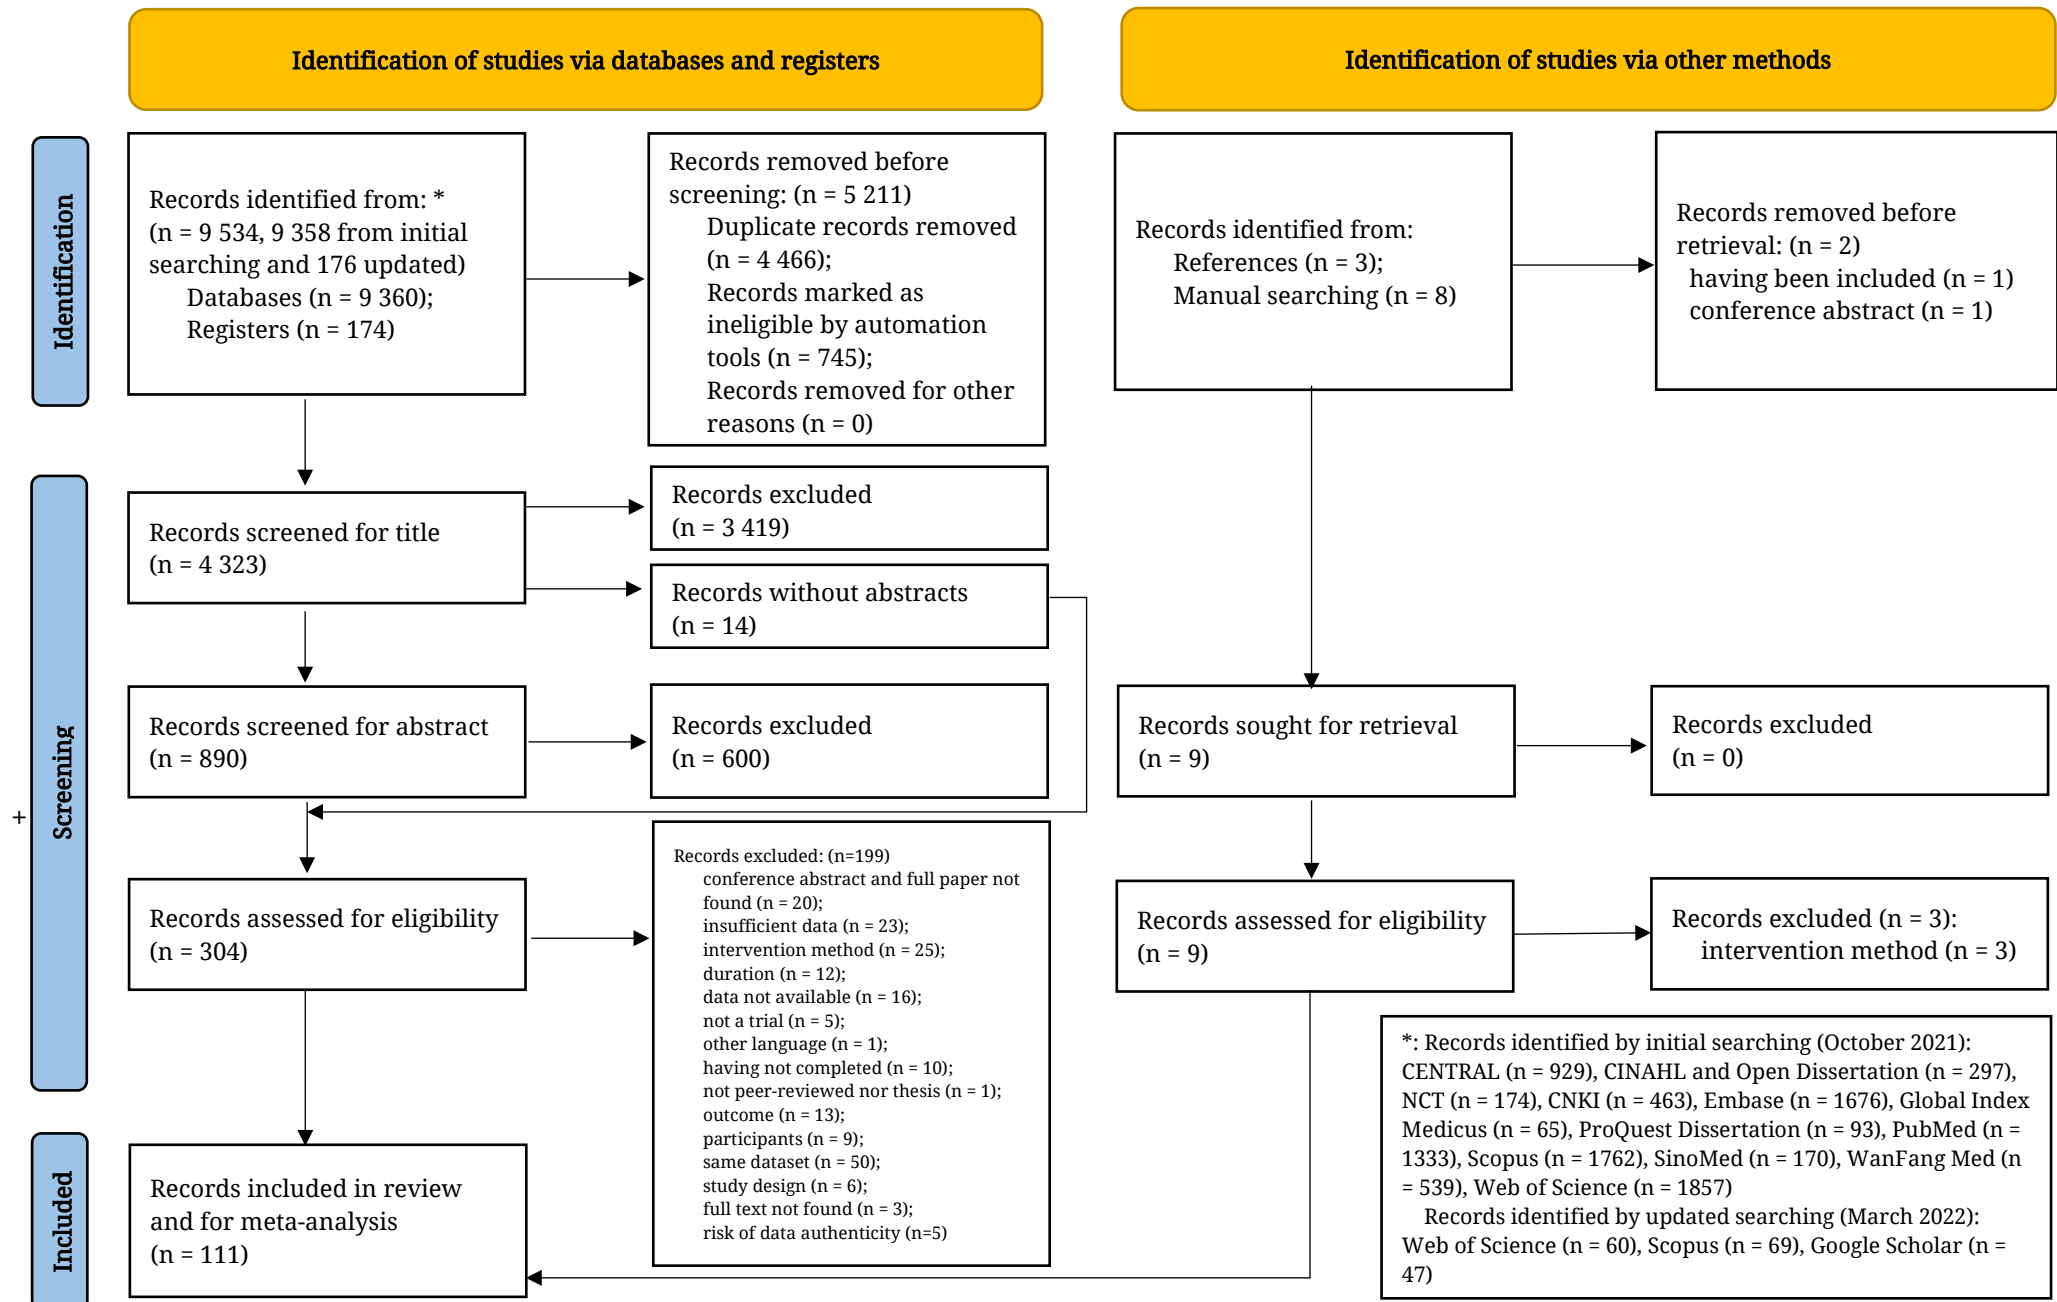 Identification of studies via databases and registers
Identification of studies via other methods
Identification
Records identified from: *
(n = 9 534, 9 358 from initial
searching and 176 updated)
Databases (n = 9 360);
Registers (n = 174)
Records removed before
screening: (n = 5 211)
Duplicate records removed
(n = 4 466);
Records marked as
ineligible by automation
tools (n = 745);
Records removed for other
reasons (n = 0)
Records identified from:
References (n = 3);
Manual searching (n = 8)
Records removed before
retrieval: (n = 2)
having been included (n = 1)
conference abstract (n = 1)
+
Screening
Records screened for title
(n = 4 323)
Records excluded
(n = 3 419)
Records without abstracts
(n = 14)
Records screened for abstract
(n = 890)
Records excluded
(n = 600)
Records sought for retrieval
(n = 9)
Records excluded
(n = 0)
Records assessed for eligibility
(n = 304)
Records excluded: (n=199)
conference abstract and full paper not
found (n = 20);
insufficient data (n = 23);
intervention method (n = 25);
duration (n = 12);
data not available (n = 16);
not a trial (n = 5);
other language (n = 1);
having not completed (n = 10);
not peer-reviewed nor thesis (n = 1);
outcome (n = 13);
participants (n = 9);
same dataset (n = 50);
study design (n = 6);
full text not found (n = 3);
risk of data authenticity (n=5)
Records assessed for eligibility
(n = 9)
Records excluded (n = 3):
intervention method (n = 3)
Included
Records included in review
and for meta-analysis
(n = 111)
*: Records identified by initial searching (October 2021):
CENTRAL (n = 929), CINAHL and Open Dissertation (n = 297),
NCT (n = 174), CNKI (n = 463), Embase (n = 1676), Global Index
Medicus (n = 65), ProQuest Dissertation (n = 93), PubMed (n =
1333), Scopus (n = 1762), SinoMed (n = 170), WanFang Med (n
= 539), Web of Science (n = 1857)
Records identified by updated searching (March 2022):
Web of Science (n = 60), Scopus (n = 69), Google Scholar (n =
47)